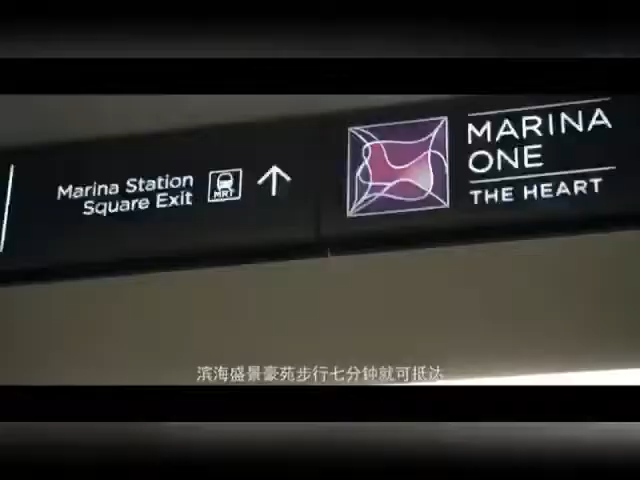 Marina Station
Square Exit
MRT
MARINA
ONE
THE HEART
滨海盛景豪苑步行七分钟就可抵达